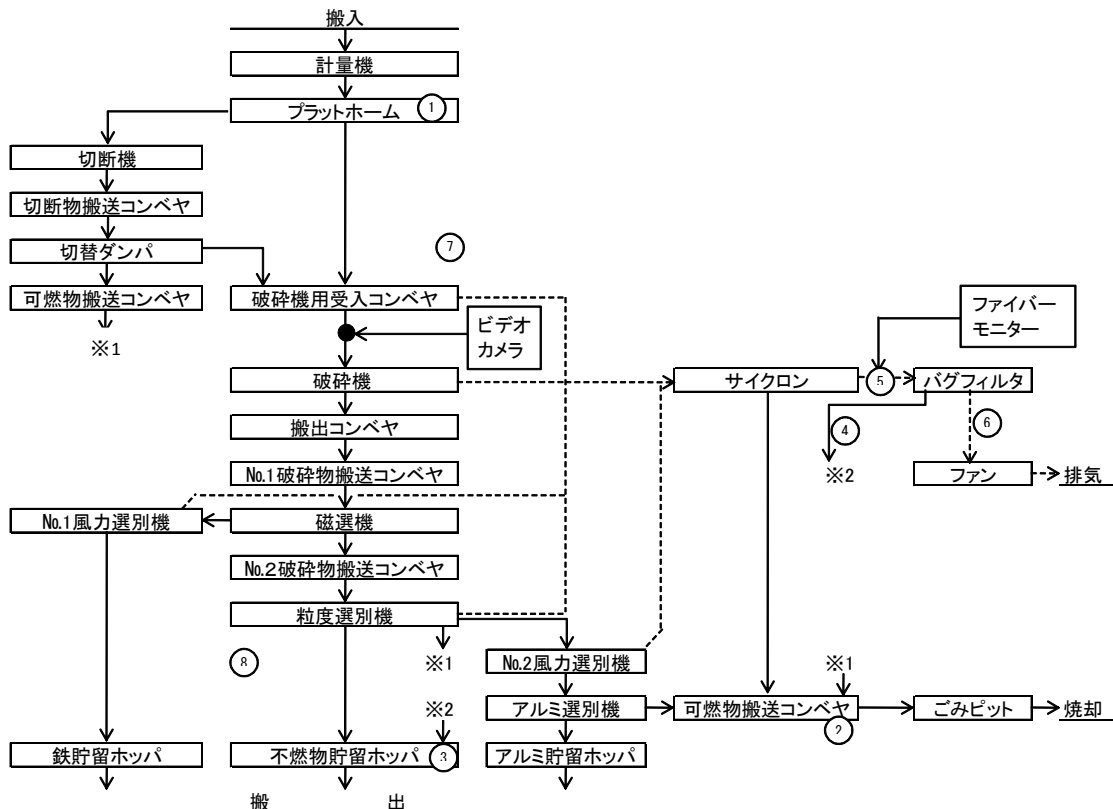 搬入
計量機
プラットホーム ①
切断機
切断物搬送コンベヤ
切替ダンパ
⑦
可燃物搬送コンベヤ
破砕機用受入コンベヤ
※1
ビデオ
カメラ
ファイバー
モニター
破砕機
サイクロン
⑤
バグフィルタ
搬出コンベヤ
④
⑥
No.1破砕物搬送コンベヤ
※2
ファン
排気
No.1風力選別機
磁選機
No.2破砕物搬送コンベヤ
粒度選別機
⑧
※1
No.2風力選別機
※1
※2
アルミ選別機
可燃物搬送コンベヤ
②
ごみピット
焼却
鉄貯留ホッパ
不燃物貯留ホッパ ③
アルミ貯留ホッパ
搬 出